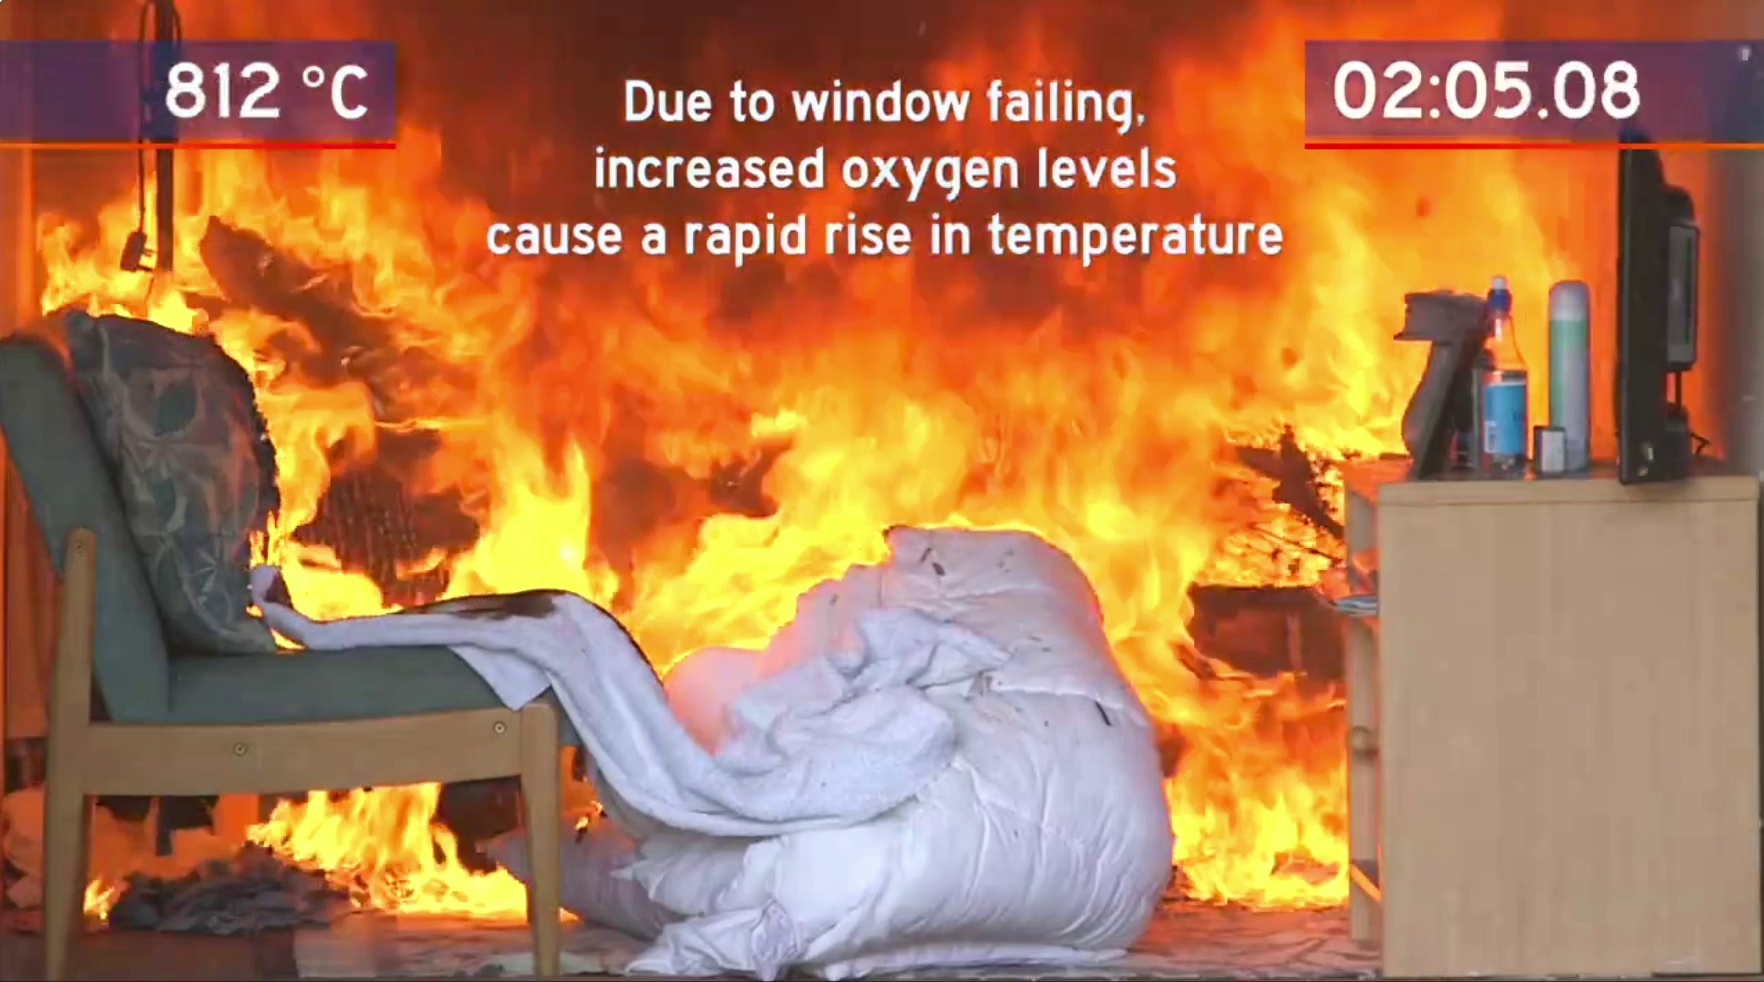 812 °C
02:05.08
Due to window failing,
increased oxygen levels
cause a rapid rise in temperature